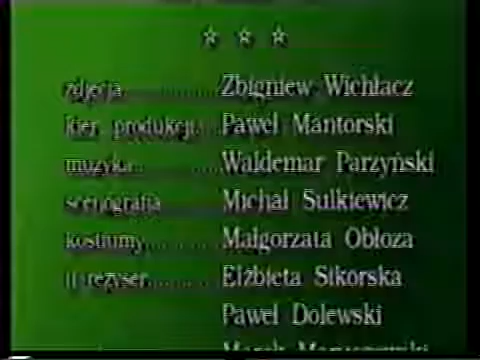 ☆ ☆ ☆
zdjęcia............Zbigniew Wichłacz
kier. produkcji...Paweł Mantorski
muzyka...........Waldemar Parzyński
scenografia.......Michał Sulkiewicz
kostiumy..........Małgorzata Obłoza
II reżyser..........Elżbieta Sikorska
Paweł Dolewski
Marek